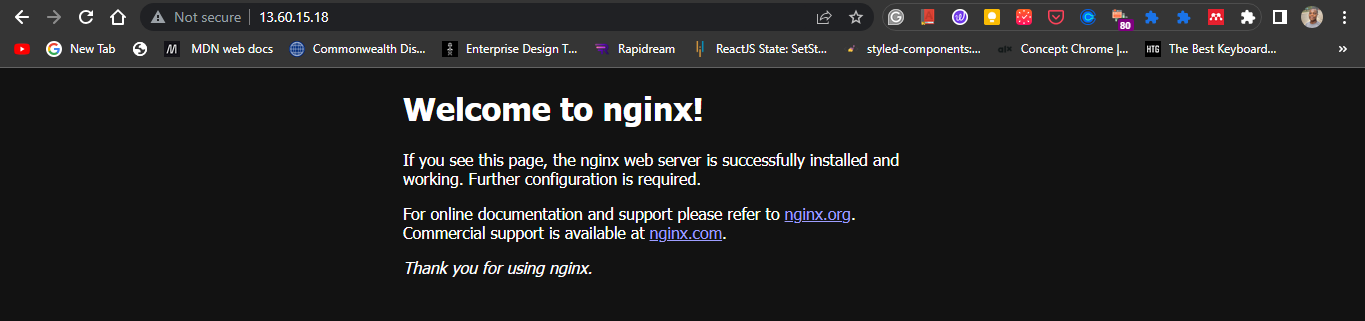 Not secure 13.60.15.18
80
New Tab M MDN web docs Commonwealth Dis... Enterprise Design T... Rapidream ReactJS State: SetSt... styled-components:... Concept: Chrome |... HTG The Best Keyboard... »
Welcome to nginx!
If you see this page, the nginx web server is successfully installed and
working. Further configuration is required.
For online documentation and support please refer to nginx.org.
Commercial support is available at nginx.com.
Thank you for using nginx.